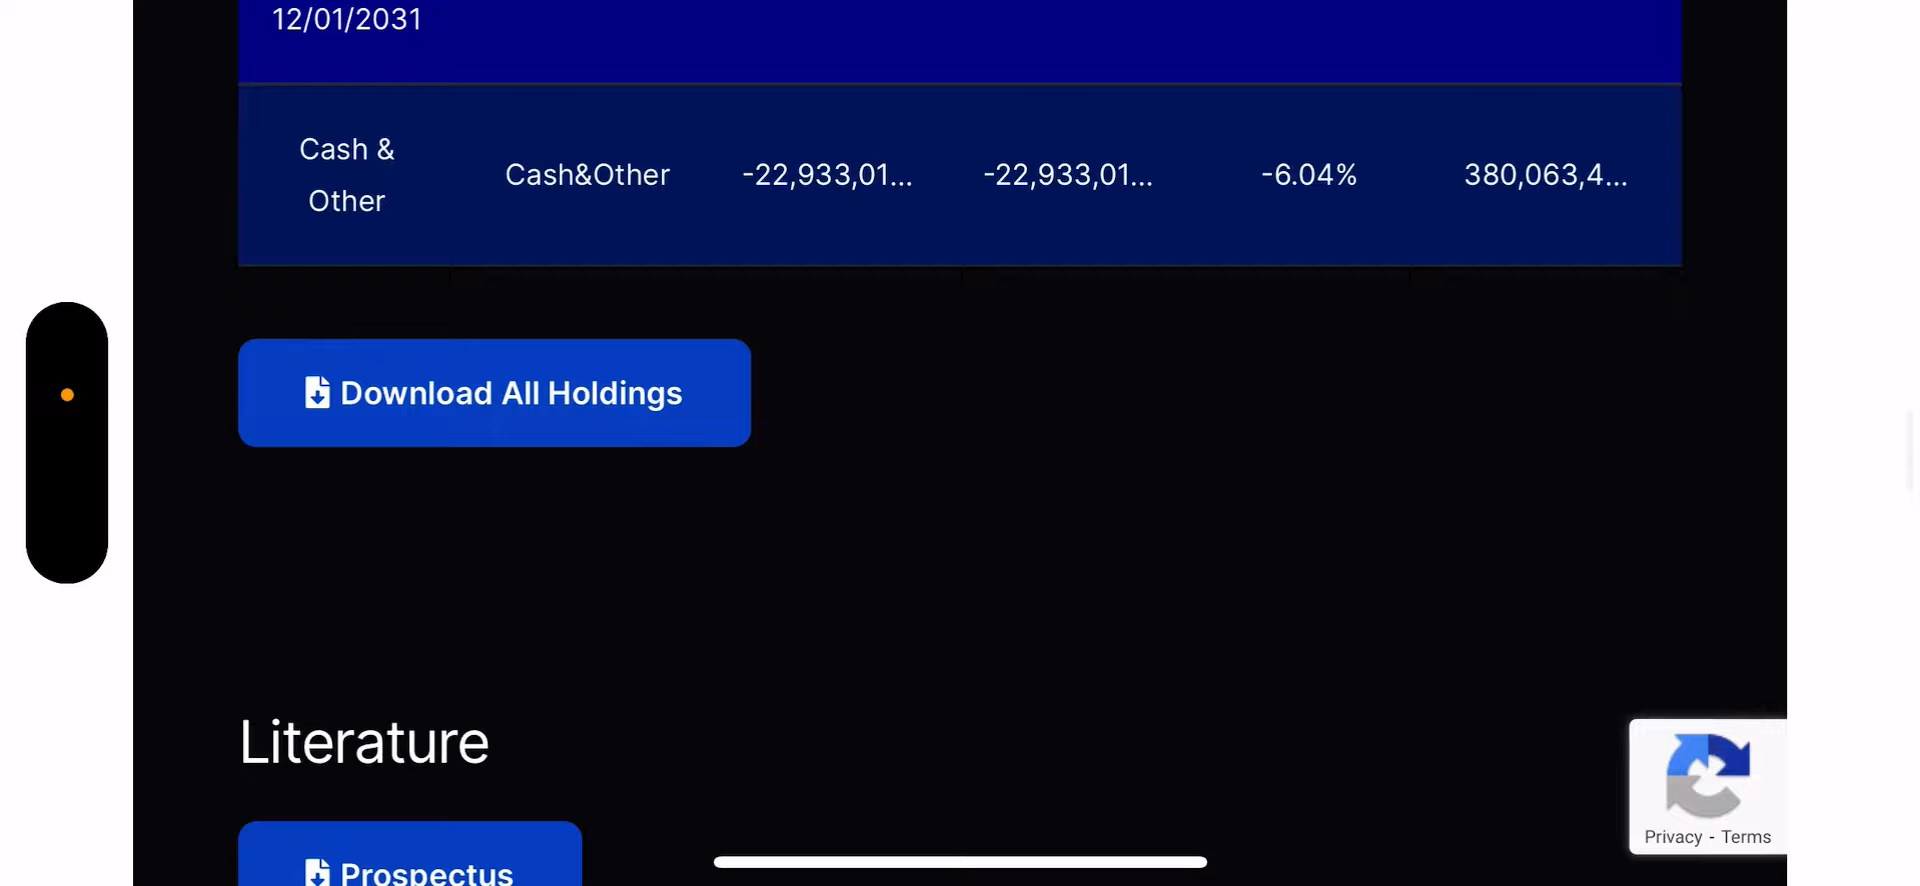 12/01/2031
Cash &
Other
Cash&Other
-22,933,01...
-22,933,01...
-6.04%
380,063,4...
Download All Holdings
Literature
Prospectus
Privacy - Terms